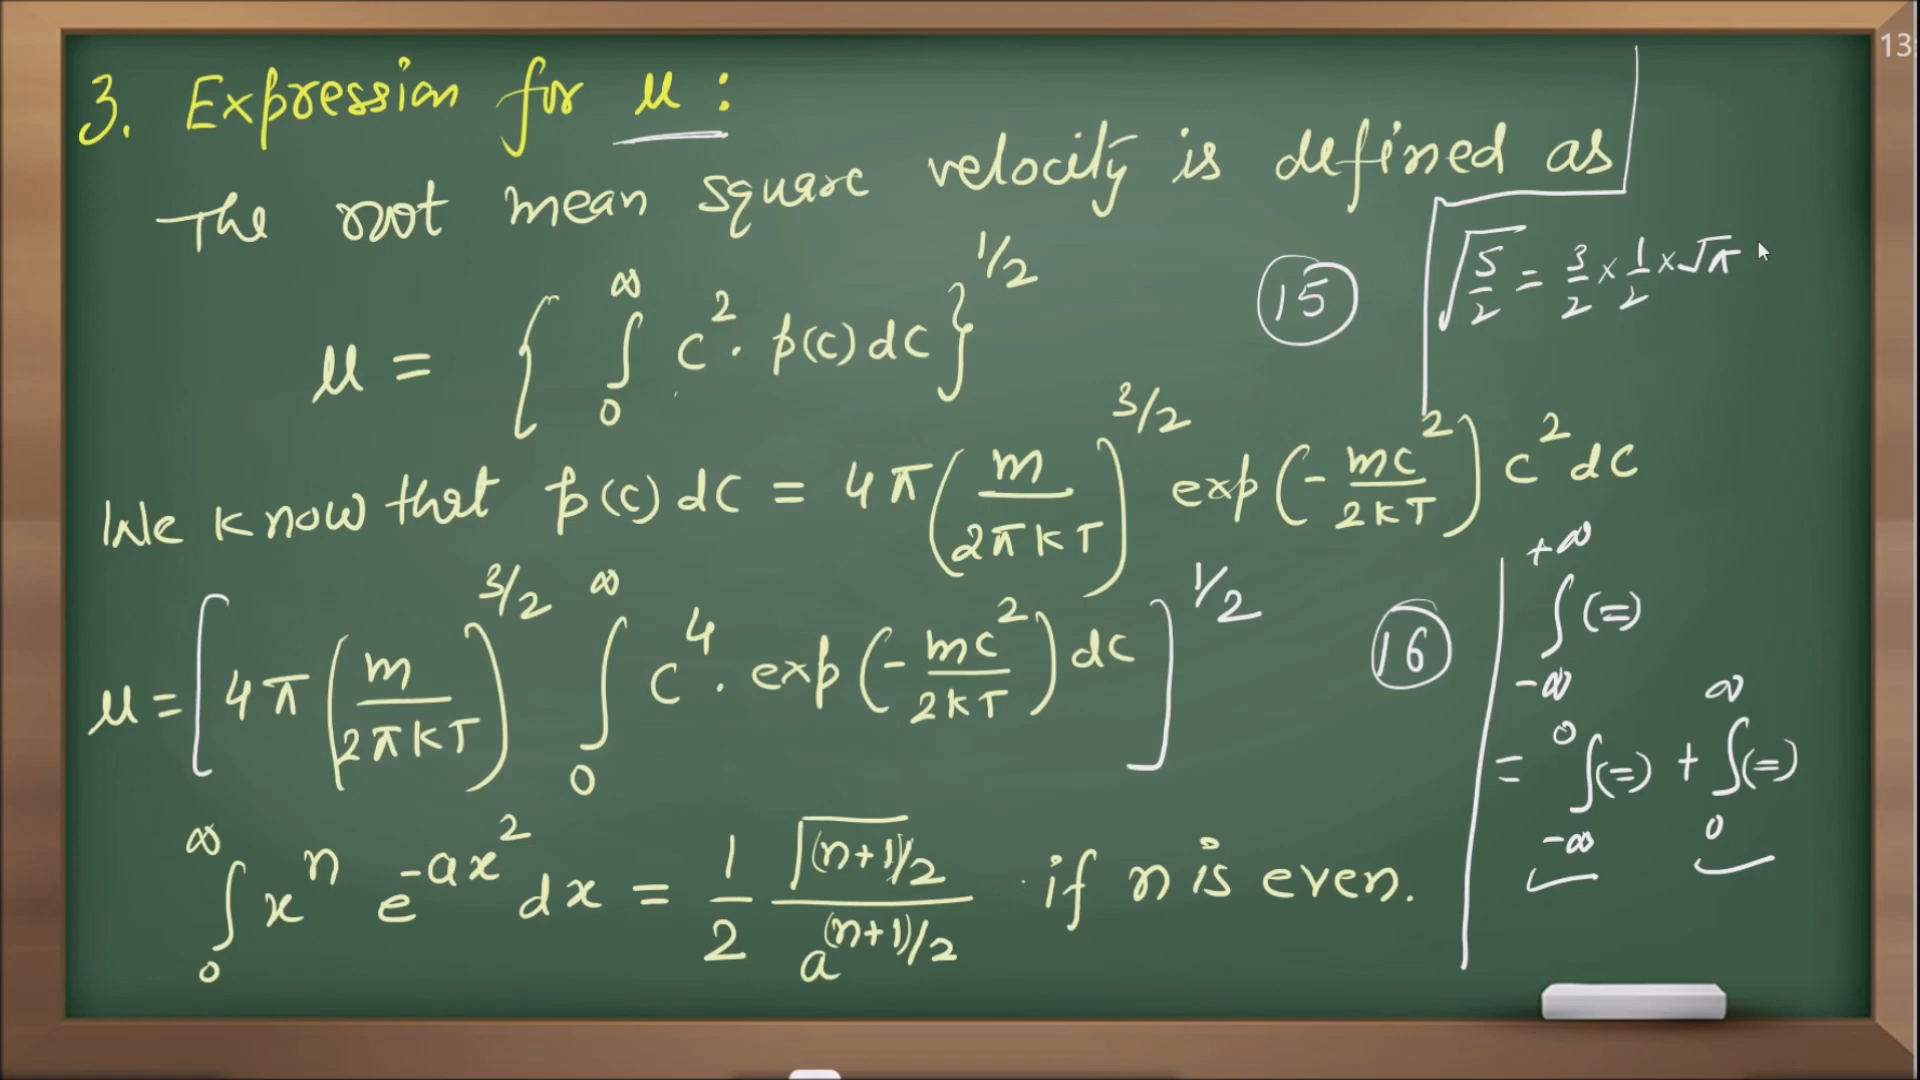 13
3. Expression for u :
The root mean square velocity is defined as
u = { ∫₀^∞ c². p(c) dc }^1/2 (15)
√5/2 = 3/2 × 1/2 × √π
We know that p(c) dc = 4π (m/2πkT)^3/2 exp(-mc²/2kT) c² dc
u = [ 4π (m/2πkT)^3/2 ∫₀^∞ c⁴. exp(-mc²/2kT) dc ]^1/2 (16)
∫_-∞^+∞ (=)
= ∫_-∞^0 (=) + ∫_0^∞ (=)
∫₀^∞ xⁿ e^-ax² dx = 1/2 √(n+1)/2 / a^(n+1)/2 if n is even.